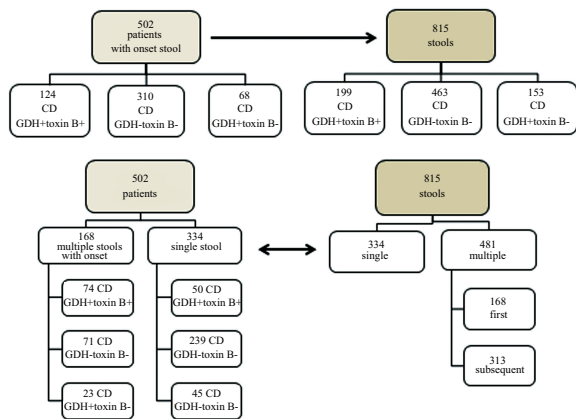 502
patients
with onset stool
815
stools
124
CD
GDH+toxin B+
310
CD
GDH-toxin B-
68
CD
GDH+toxin B-
199
CD
GDH+toxin B+
463
CD
GDH-toxin B-
153
CD
GDH+toxin B-
502
patients
815
stools
168
multiple stools
with onset
334
single stool
334
single
481
multiple
74 CD
GDH+toxin B+
50 CD
GDH+toxin B+
168
first
71 CD
GDH-toxin B-
239 CD
GDH-toxin B-
313
subsequent
23 CD
GDH+toxin B-
45 CD
GDH-toxin B-